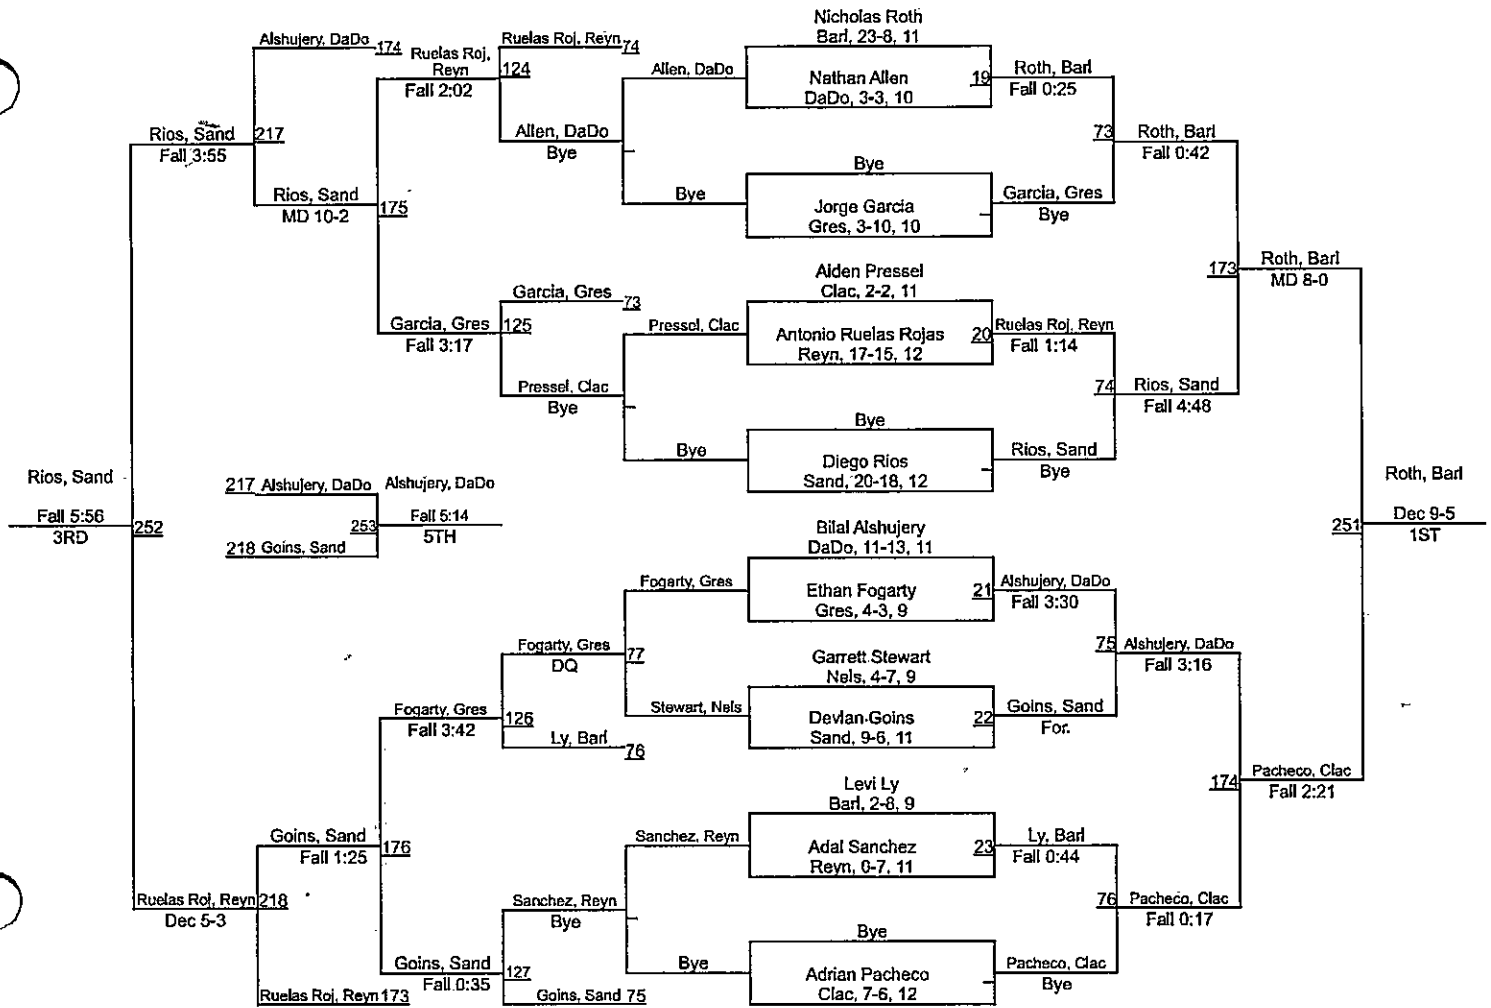 Nicholas Roth
Barl, 23-8, 11
Nathan Allen
DaDo, 3-3, 10
19
Bye
Jorge Garcia
Gres, 3-10, 10
Aiden Pressel
Clac, 2-2, 11
Antonio Ruelas Rojas
Reyn, 17-15, 12
20
Bye
Diego Rios
Sand, 20-18, 12
Bilal Alshujery
DaDo, 11-13, 11
Ethan Fogarty
Gres, 4-3, 9
21
Garrett Stewart
Nels, 4-7, 9
Devlan Goins
Sand, 9-6, 11
22
Levi Ly
Barl, 2-8, 9
Adal Sanchez
Reyn, 0-7, 11
23
Bye
Adrian Pacheco
Clac, 7-6, 12
Roth, Barl
Fall 0:25
73
Garcia, Gres
Bye
Ruelas Roj, Reyn
Fall 1:14
74
Rios, Sand
Bye
Alshujery, DaDo
Fall 3:30
75
Goins, Sand
For.
Ly, Barl
Fall 0:44
76
Pacheco, Clac
Bye
Roth, Barl
Fall 0:42
173
Rios, Sand
Fall 4:48
Alshujery, DaDo
Fall 3:16
174
Pacheco, Clac
Fall 0:17
Roth, Barl
MD 8-0
251
Pacheco, Clac
Fall 2:21
Roth, Barl
Dec 9-5
1ST
Allen, DaDo
Bye
Pressel, Clac
Bye
Fogarty, Gres
77
Stewart, Nels
Sanchez, Reyn
Bye
Ruelas Roj, Reyn
74
124
Allen, DaDo
Bye
Garcia, Gres
73
125
Pressel, Clac
Bye
Fogarty, Gres
DQ
126
Ly, Barl
76
Sanchez, Reyn
Bye
127
Goins, Sand
75
Ruelas Roj,
Reyn
Fall 2:02
175
Garcia, Gres
Fall 3:17
Fogarty, Gres
Fall 3:42
176
Goins, Sand
Fall 0:35
Alshujery, DaDo
174
217
Rios, Sand
MD 10-2
Goins, Sand
Fall 1:25
218
Ruelas Roj, Reyn
173
Rios, Sand
Fall 3:55
252
Ruelas Roj, Reyn
Dec 5-3
Rios, Sand
Fall 5:56
3RD
217 Alshujery, DaDo
253
218 Goins, Sand
Alshujery, DaDo
Fall 5:14
5TH